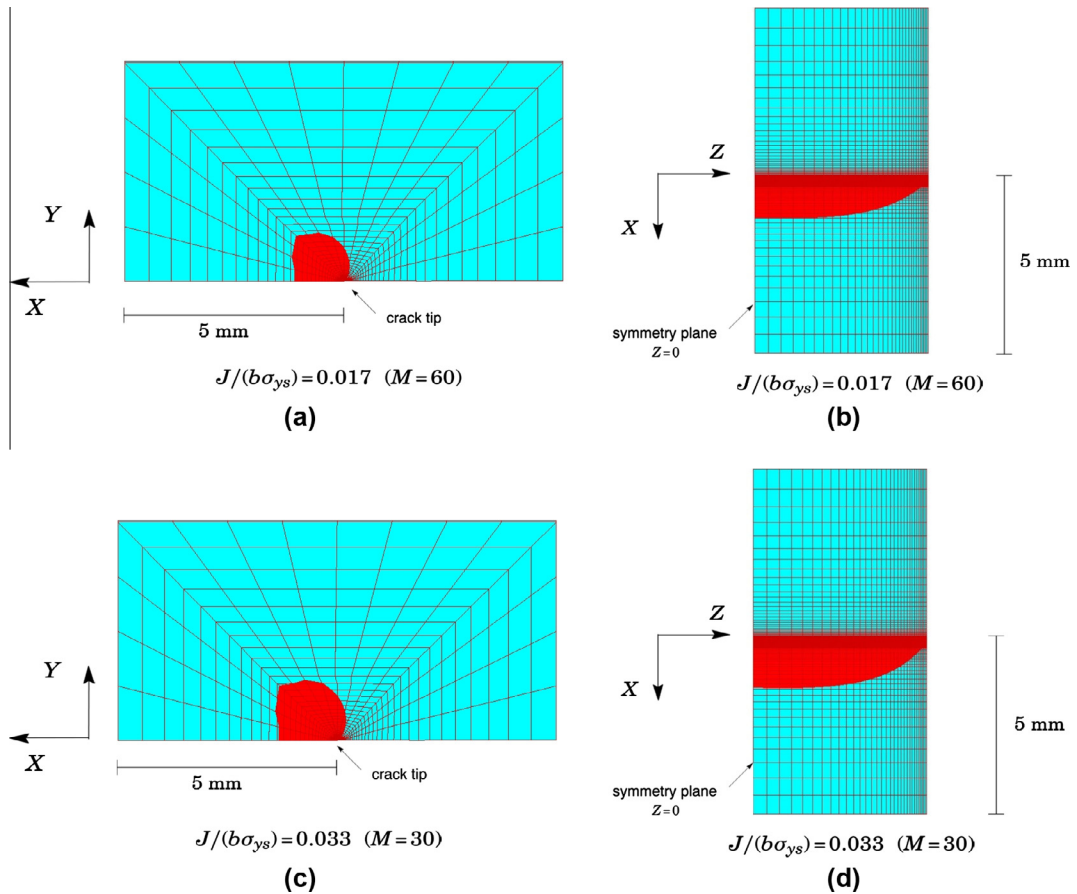 Y
X
crack tip
5 mm
J/(bσys)=0.017 (M=60)
(a)
Z
X
5 mm
symmetry plane
Z=0
J/(bσys)=0.017 (M=60)
(b)
Y
X
crack tip
5 mm
J/(bσys)=0.033 (M=30)
(c)
Z
X
5 mm
symmetry plane
Z=0
J/(bσys)=0.033 (M=30)
(d)